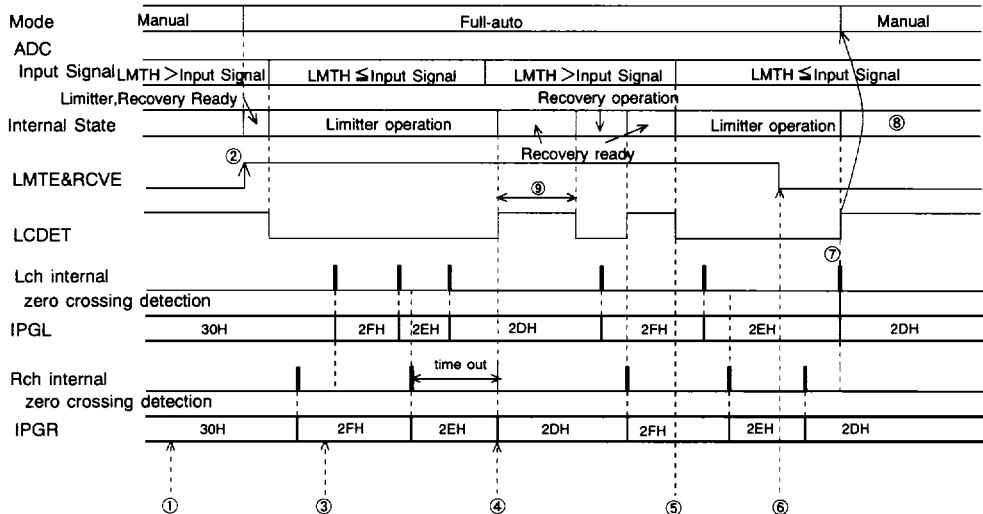 Mode Manual Full-auto Manual
ADC
Input Signal LMTH >Input Signal LMTH ≦Input Signal LMTH >Input Signal LMTH ≦Input Signal
Limitter,Recovery Ready Recovery operation
Internal State Limitter operation Limitter operation ⑧
Recovery ready
②
LMTE&RCVE
⑨
LCDET
⑦
Lch internal
zero crossing detection
IPGL 30H 2FH 2EH 2DH 2FH 2EH 2DH
time out
Rch internal
zero crossing detection
IPGR 30H 2FH 2EH 2DH 2FH 2EH 2DH
① ③ ④ ⑤ ⑥